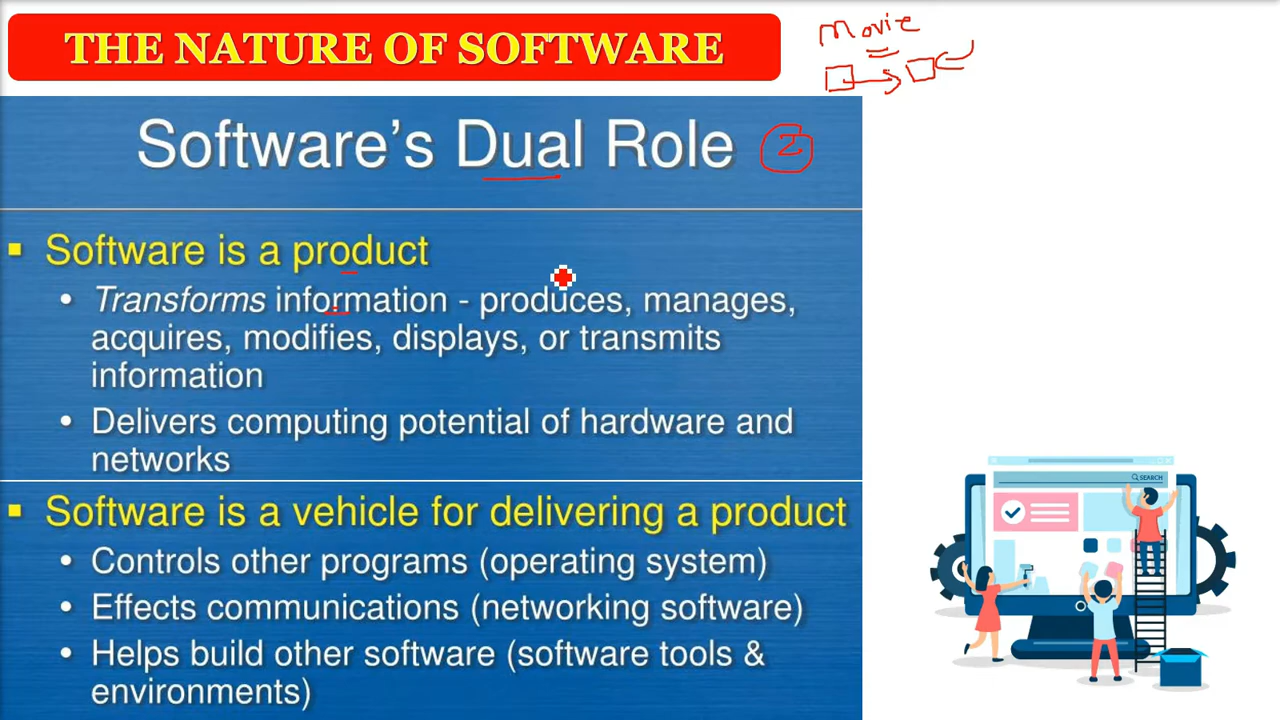 THE NATURE OF SOFTWARE
Movie
Software's Dual Role 2
▪ Software is a product
• Transforms information - produces, manages,
acquires, modifies, displays, or transmits
information
• Delivers computing potential of hardware and
networks
▪ Software is a vehicle for delivering a product
• Controls other programs (operating system)
• Effects communications (networking software)
• Helps build other software (software tools &
environments)
SEARCH